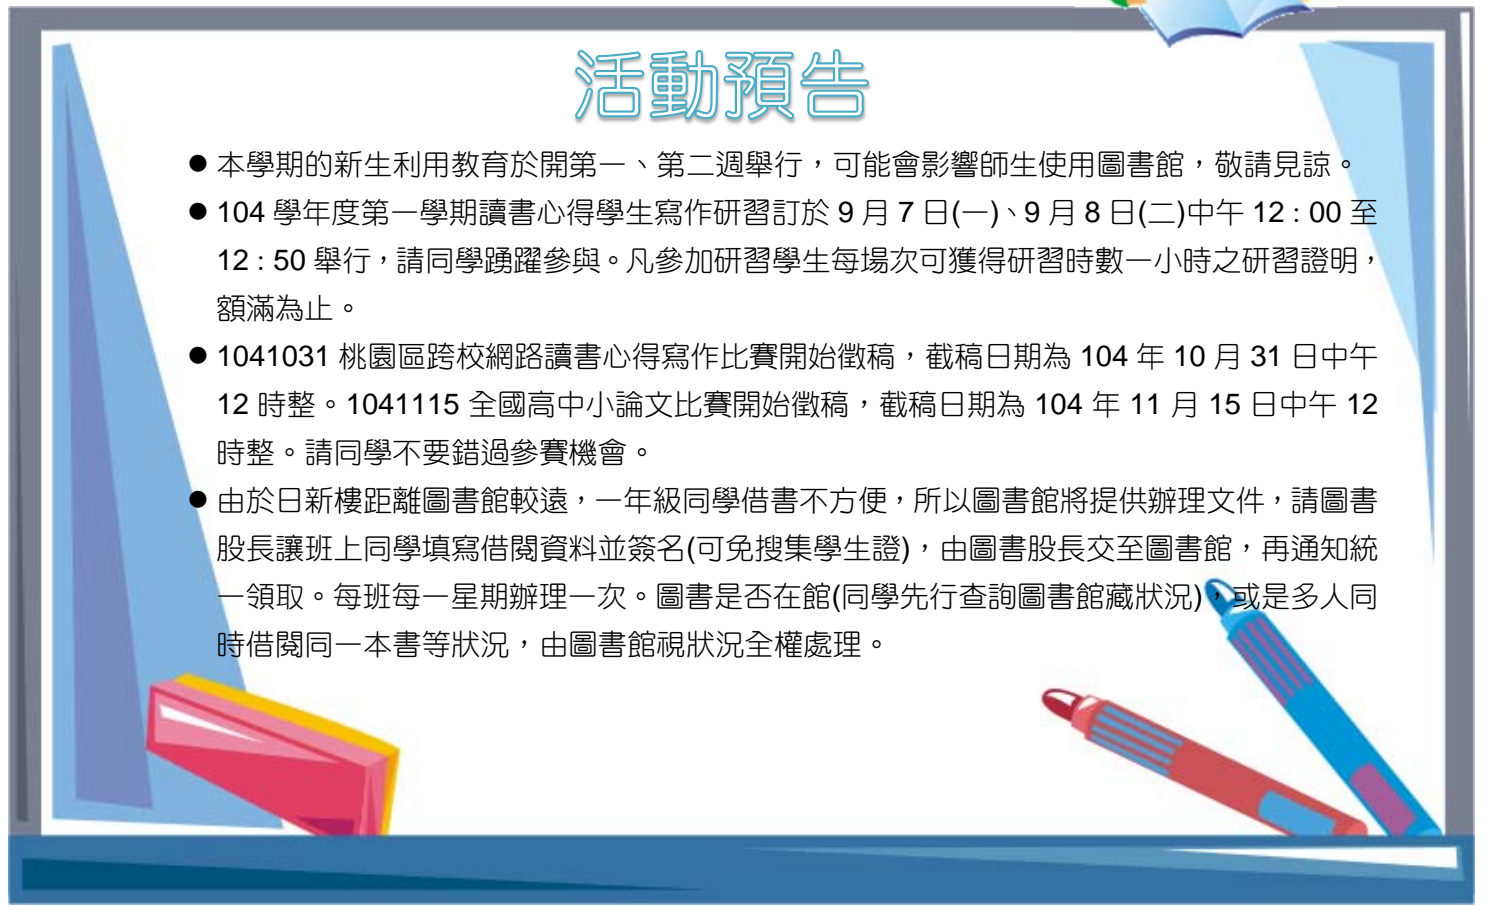 活動預告
●本學期的新生利用教育於開第一、第二週舉行，可能會影響師生使用圖書館，敬請見諒。
●104 學年度第一學期讀書心得學生寫作研習訂於 9 月 7 日(一)、9 月 8 日(二)中午 12 : 00 至
12 : 50 舉行，請同學踴躍參與。凡參加研習學生每場次可獲得研習時數一小時之研習證明，
額滿為止。
●1041031 桃園區跨校網路讀書心得寫作比賽開始徵稿，截稿日期為 104 年 10 月 31 日中午
12 時整。1041115 全國高中小論文比賽開始徵稿，截稿日期為 104 年 11 月 15 日中午 12
時整。請同學不要錯過參賽機會。
●由於日新樓距離圖書館較遠，一年級同學借書不方便，所以圖書館將提供辦理文件，請圖書
股長讓班上同學填寫借閱資料並簽名(可免搜集學生證)，由圖書股長交至圖書館，再通知統
一領取。每班每一星期辦理一次。圖書是否在館(同學先行查詢圖書館藏狀況)，或是多人同
時借閱同一本書等狀況，由圖書館視狀況全權處理。